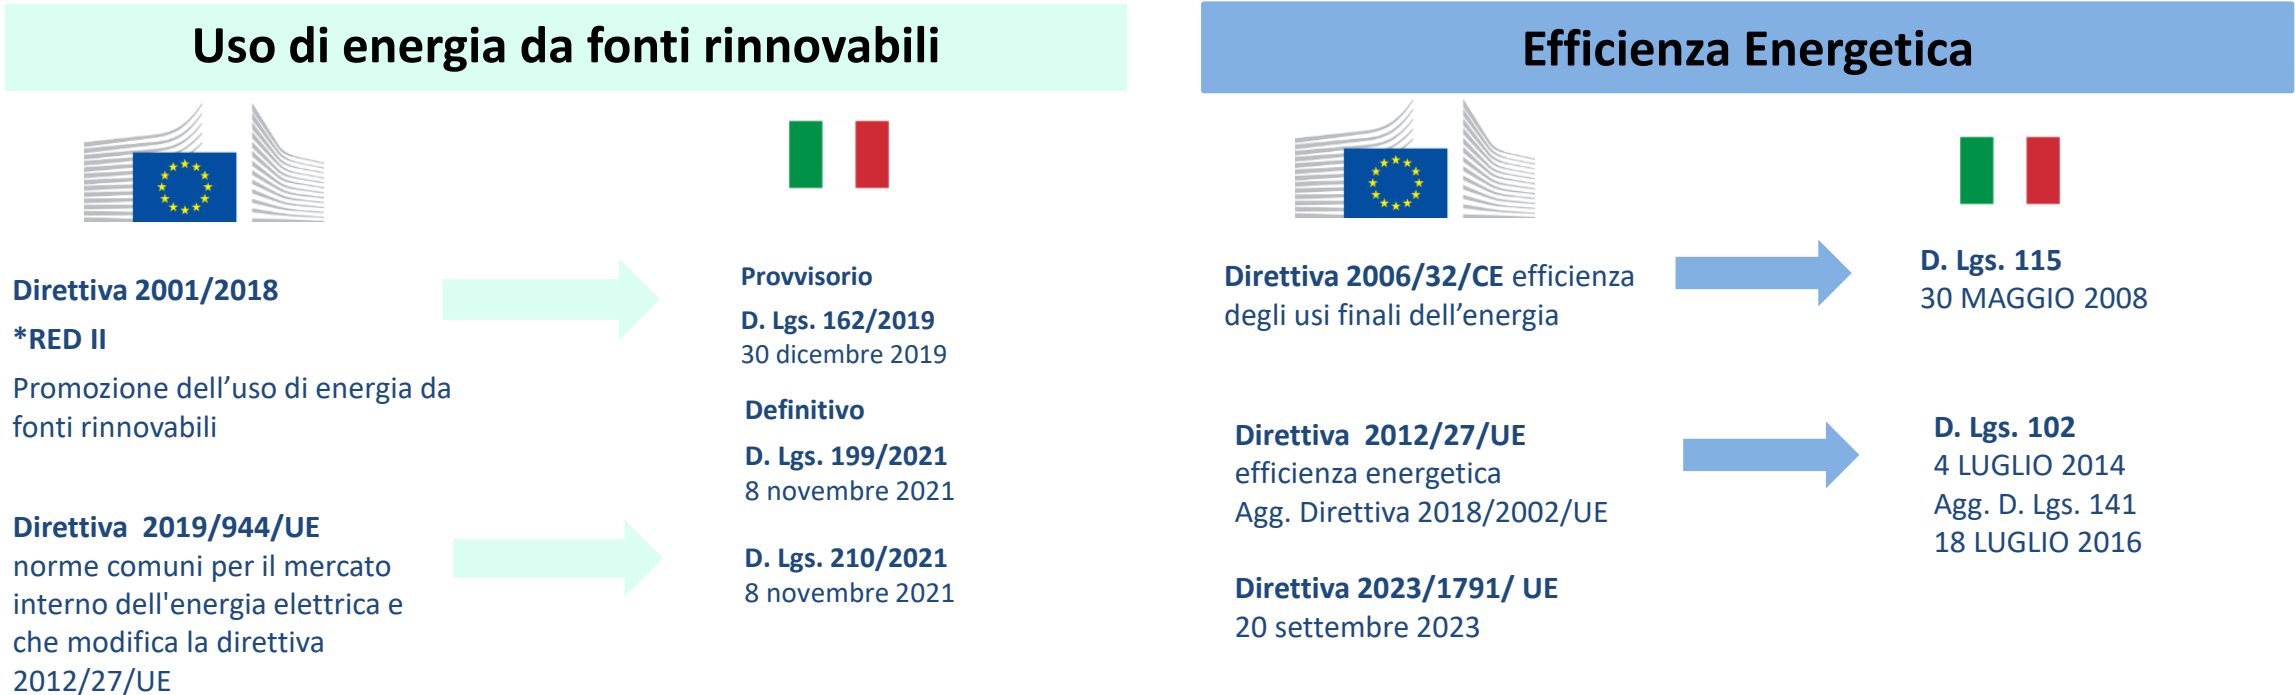 Uso di energia da fonti rinnovabili
Direttiva 2001/2018
*RED II
Promozione dell’uso di energia da
fonti rinnovabili
Direttiva  2019/944/UE
norme comuni per il mercato
interno dell'energia elettrica e
che modifica la direttiva
2012/27/UE
Provvisorio
D. Lgs. 162/2019
30 dicembre 2019
Definitivo
D. Lgs. 199/2021
8 novembre 2021
D. Lgs. 210/2021
8 novembre 2021
Efficienza Energetica
Direttiva 2006/32/CE efficienza
degli usi finali dell’energia
Direttiva  2012/27/UE
efficienza energetica
Agg. Direttiva 2018/2002/UE
Direttiva 2023/1791/ UE
20 settembre 2023
D. Lgs. 115
30 MAGGIO 2008
D. Lgs. 102
4 LUGLIO 2014
Agg. D. Lgs. 141
18 LUGLIO 2016